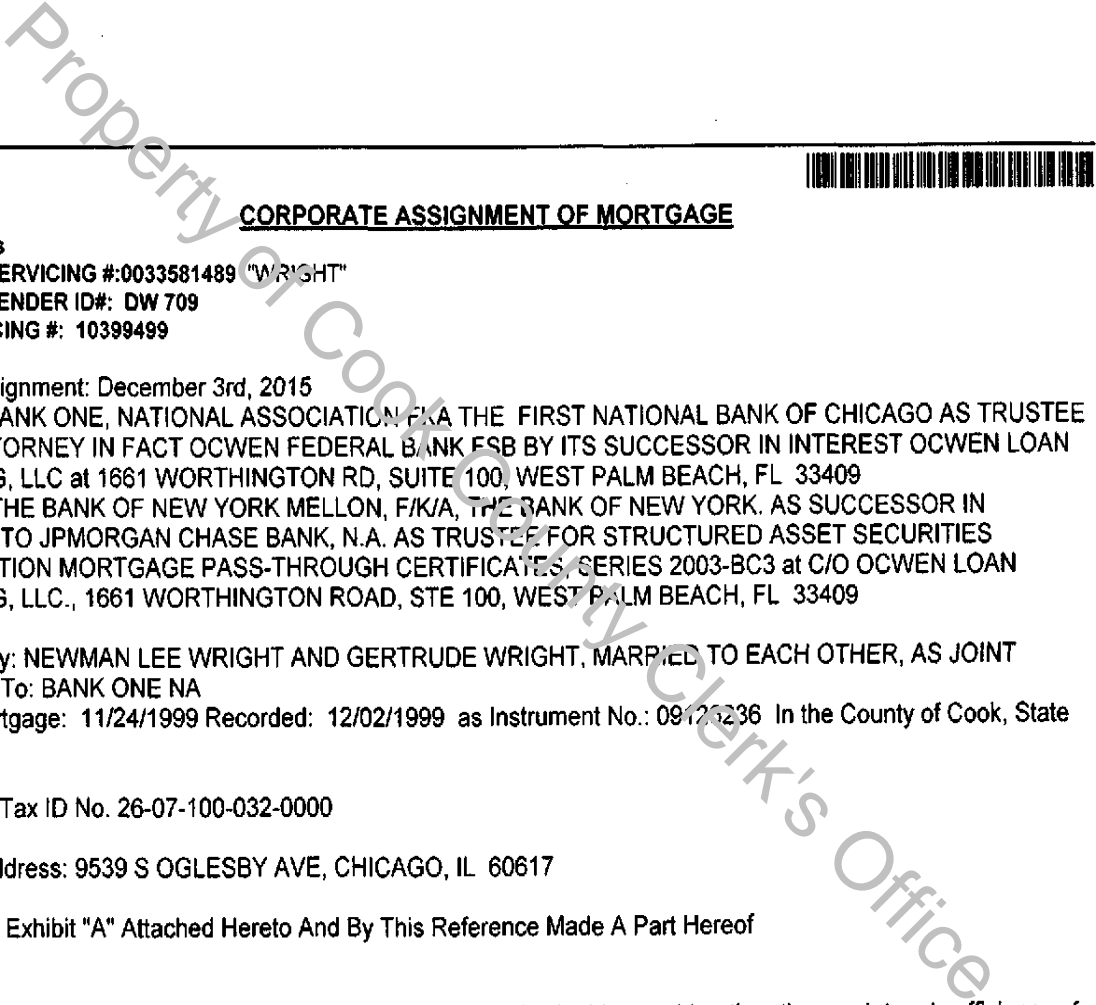 Property of Cook County Clerk's Office
CORPORATE ASSIGNMENT OF MORTGAGE
s
ERVICING #:0033581489 "WRIGHT"
ENDER ID#: DW 709
CING #: 10399499
ignment: December 3rd, 2015
ANK ONE, NATIONAL ASSOCIATION FKA THE FIRST NATIONAL BANK OF CHICAGO AS TRUSTEE
TORNEY IN FACT OCWEN FEDERAL BANK FSB BY ITS SUCCESSOR IN INTEREST OCWEN LOAN
G, LLC at 1661 WORTHINGTON RD, SUITE 100, WEST PALM BEACH, FL 33409
THE BANK OF NEW YORK MELLON, F/K/A, THE BANK OF NEW YORK. AS SUCCESSOR IN
TO JPMORGAN CHASE BANK, N.A. AS TRUSTEE FOR STRUCTURED ASSET SECURITIES
TION MORTGAGE PASS-THROUGH CERTIFICATES, SERIES 2003-BC3 at C/O OCWEN LOAN
G, LLC., 1661 WORTHINGTON ROAD, STE 100, WEST PALM BEACH, FL 33409
y: NEWMAN LEE WRIGHT AND GERTRUDE WRIGHT, MARRIED TO EACH OTHER, AS JOINT
To: BANK ONE NA
rtgage: 11/24/1999 Recorded: 12/02/1999 as Instrument No.: In the County of Cook, State
Tax ID No. 26-07-100-032-0000
ddress: 9539 S OGLESBY AVE, CHICAGO, IL 60617
Exhibit "A" Attached Hereto And By This Reference Made A Part Hereof